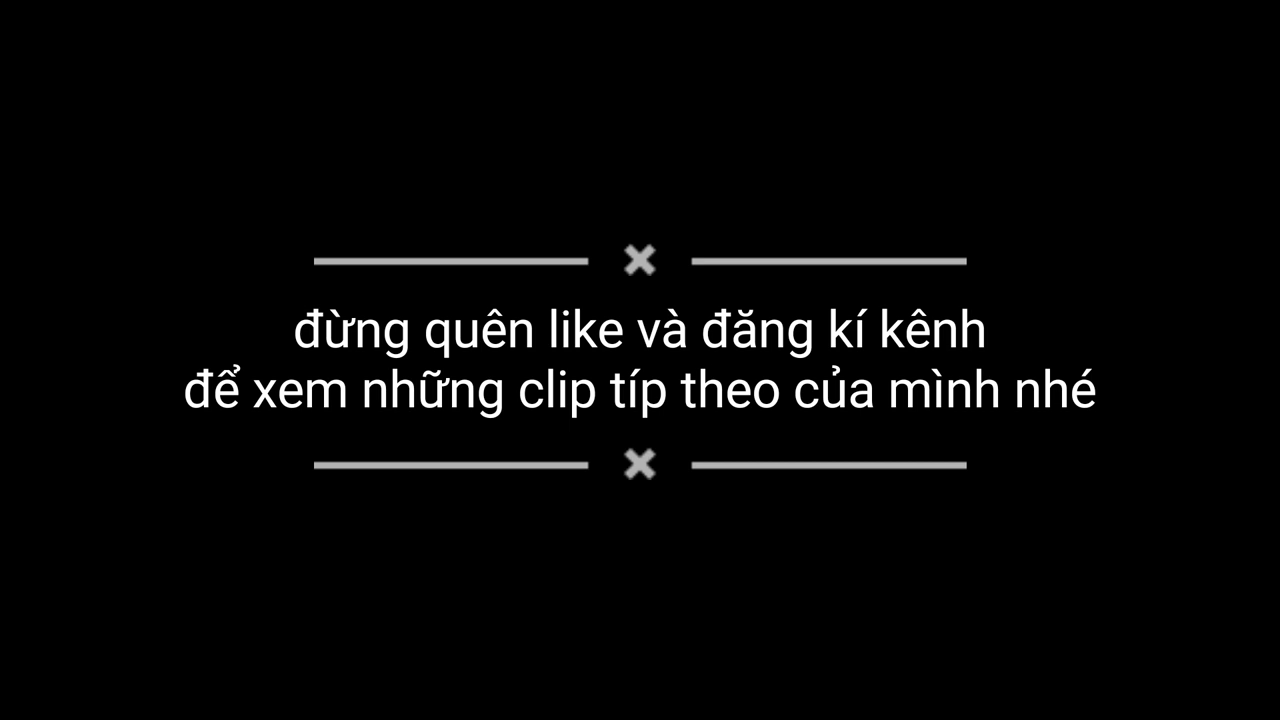 đừng quên like và đăng kí kênh
để xem những clip típ theo của mình nhé